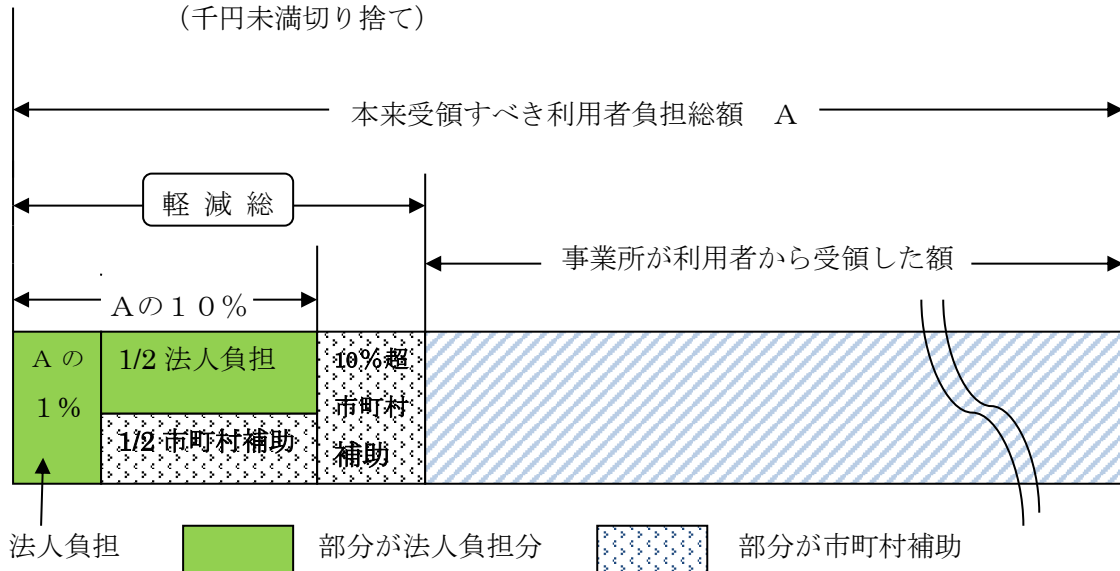 (千円未満切り捨て)
本来受領すべき利用者負担総額　A
軽 減 総
事業所が利用者から受領した額
Aの10%
A の
1%
1/2 法人負担
1/2 市町村補助
10%超
市町村
補助
法人負担
部分が法人負担分
部分が市町村補助